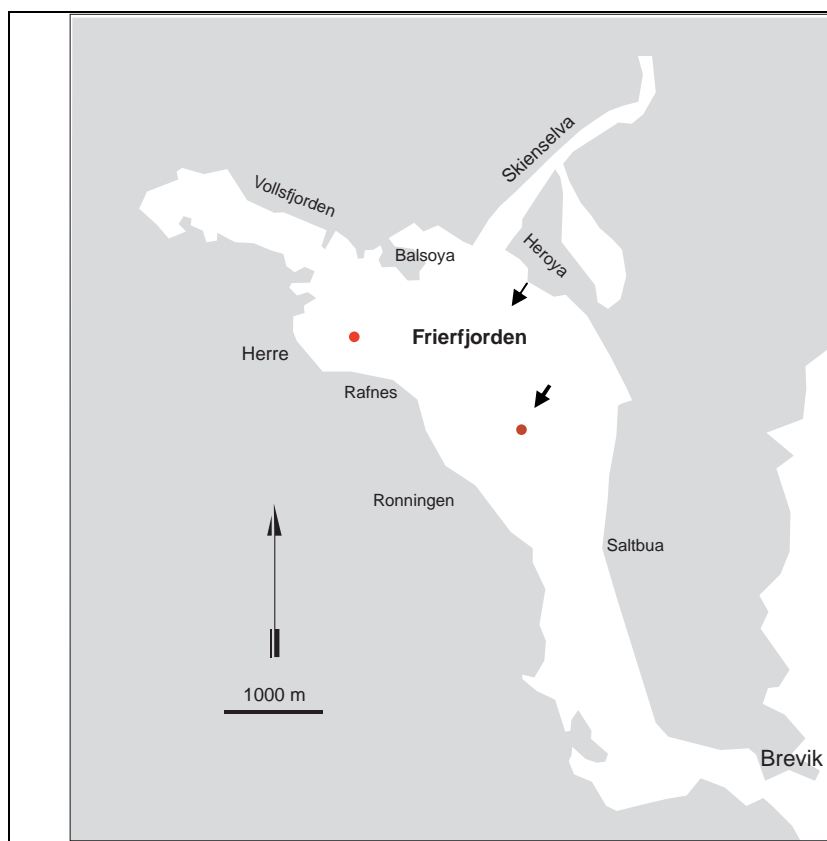 Skienselva
Vollsfjorden
Heroya
Balsoya
Frierfjorden
Herre
Rafnes
Ronningen
Saltbua
1000 m
Brevik